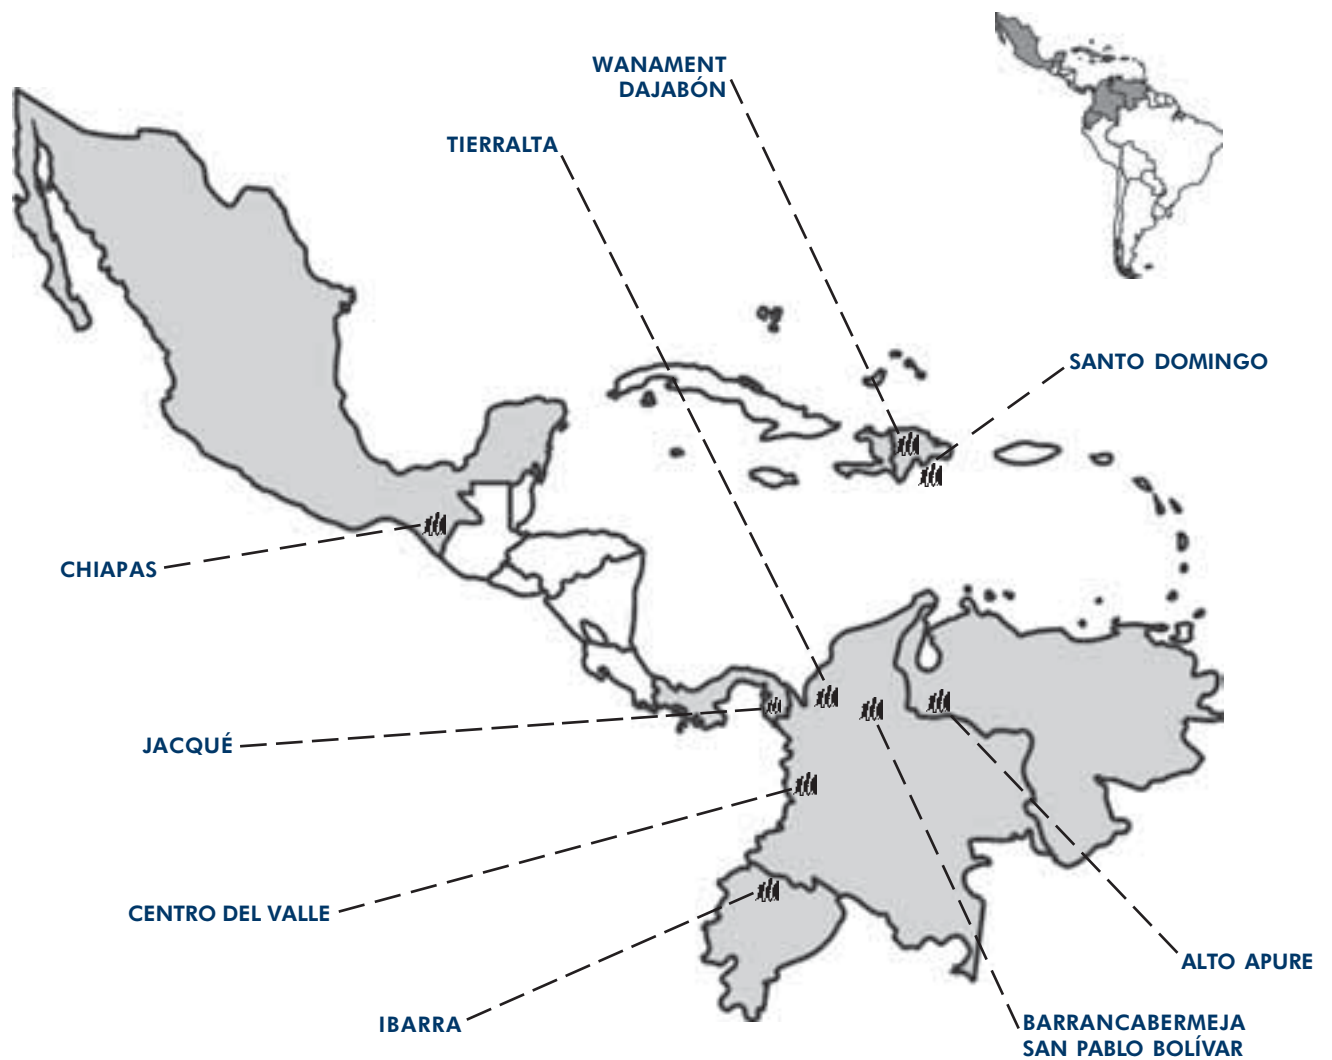 WANAMENT
DAJABÓN
TIERRALTA
SANTO DOMINGO
CHIAPAS
JACQUÉ
CENTRO DEL VALLE
ALTO APURE
IBARRA
BARRANCABERMEJA
SAN PABLO BOLÍVAR